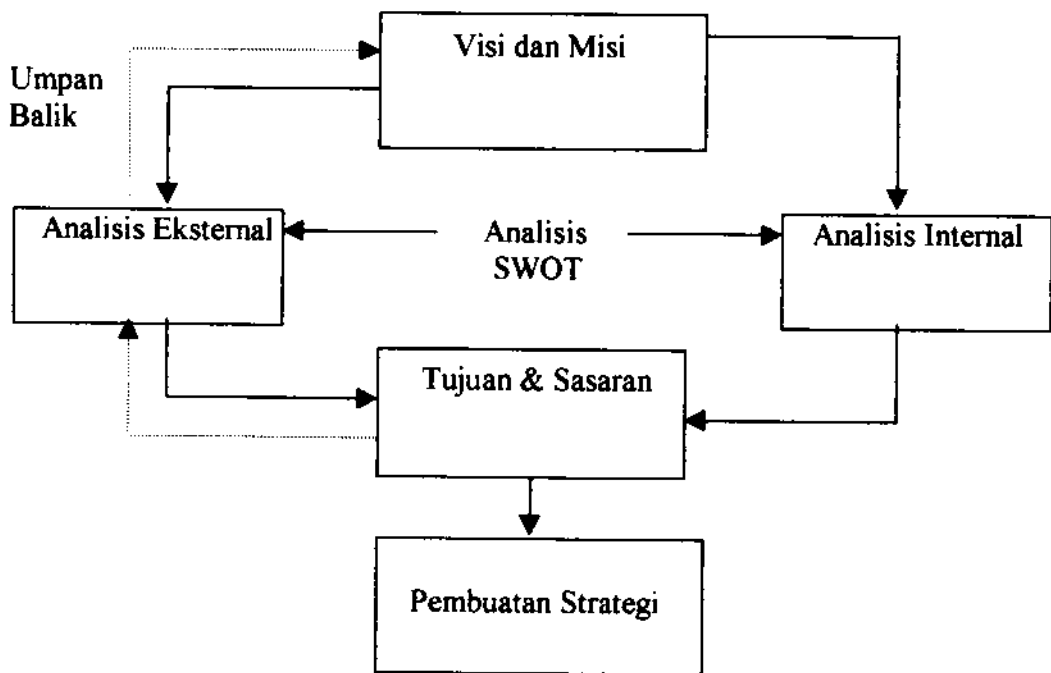 Visi dan Misi
Umpan
Balik
Analisis Eksternal
Analisis
SWOT
Analisis Internal
Tujuan & Sasaran
Pembuatan Strategi